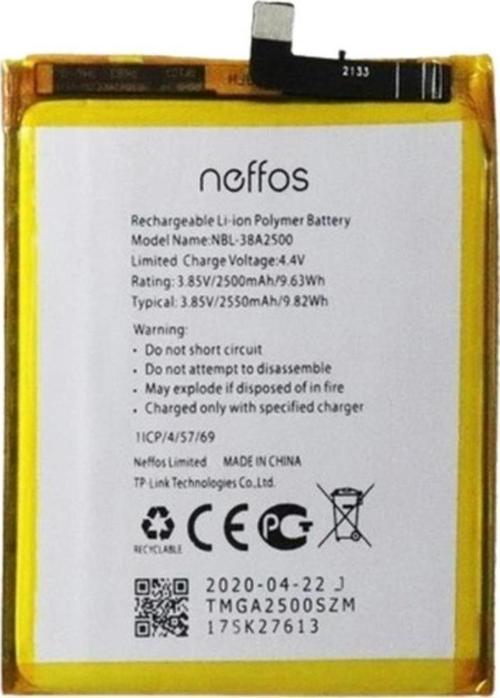 2133
neffos
Rechargeable Li-ion Polymer Battery
Model Name:NBL-38A2500
Limited Charge Voltage:4.4V
Rating: 3.85V/2500mAh/9.63Wh
Typical: 3.85V/2550mAh/9.82Wh
Warning:
• Do not short circuit
• Do not attempt to disassemble
• May explode if disposed of in fire
• Charged only with specified charger
1ICP/4/57/69
Neffos Limited MADE IN CHINA
TP-Link Technologies Co.,Ltd.
RECYCLABLE
CE PCT
2020-04-22 J
TMGA2500SZM
175K27613